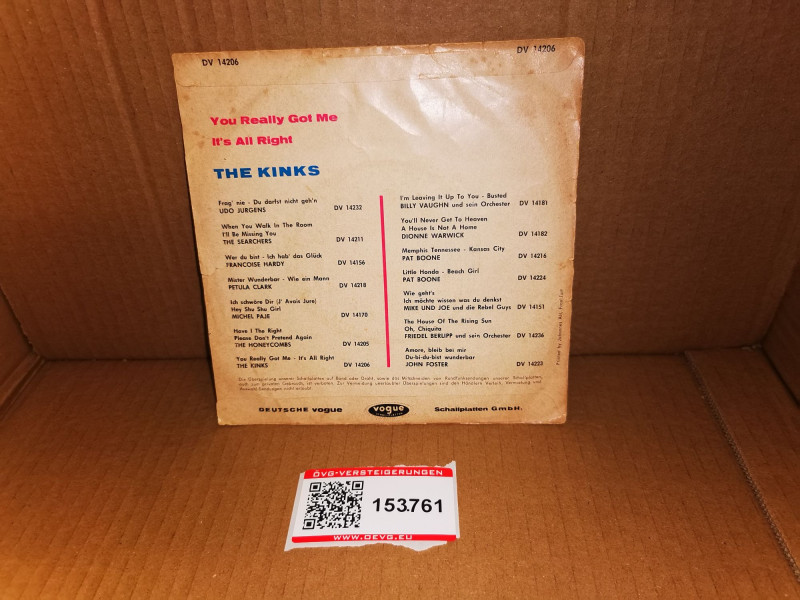 DV 14206
DV 14206
You Really Got Me
It's All Right
THE KINKS
Frag' nie - Du darfst nicht geh'n
UDO JURGENS DV 14232
When You Walk In The Room
I'll Be Missing You
THE SEARCHERS DV 14211
Wer du bist - Ich hab' das Glück
FRANCOISE HARDY DV 14156
Mister Wunderbar - Wie ein Mann
PETULA CLARK DV 14218
Ich schwöre Dir (J' Avais Jure)
Hey Shu Shu Girl
MICHEL PAJE DV 14170
Have I The Right
Please Don't Pretend Again
THE HONEYCOMBS DV 14205
You Really Got Me - It's All Right
THE KINKS DV 14206
I'm Leaving It Up To You - Busted
BILLY VAUGHN und sein Orchester DV 14181
You'll Never Get To Heaven
A House Is Not A Home
DIONNE WARWICK DV 14182
Memphis Tennessee - Kansas City
PAT BOONE DV 14216
Little Honda - Beach Girl
PAT BOONE DV 14224
Wie geht's
Ich möchte wissen was du denkst
MIKE UND JOE und die Rebel Guys DV 14151
The House Of The Rising Sun
Oh, Chiquita
FRIEDEL BERLIPP und sein Orchester DV 14236
Amore, bleib bei mir
Du-bi-du-bist wunderbar
JOHN FOSTER DV 14223
DEUTSCHE vogue vogue Schallplatten GmbH.
OVG-VERSTEIGERUNGEN
153.761
WWW.OEVG.EU